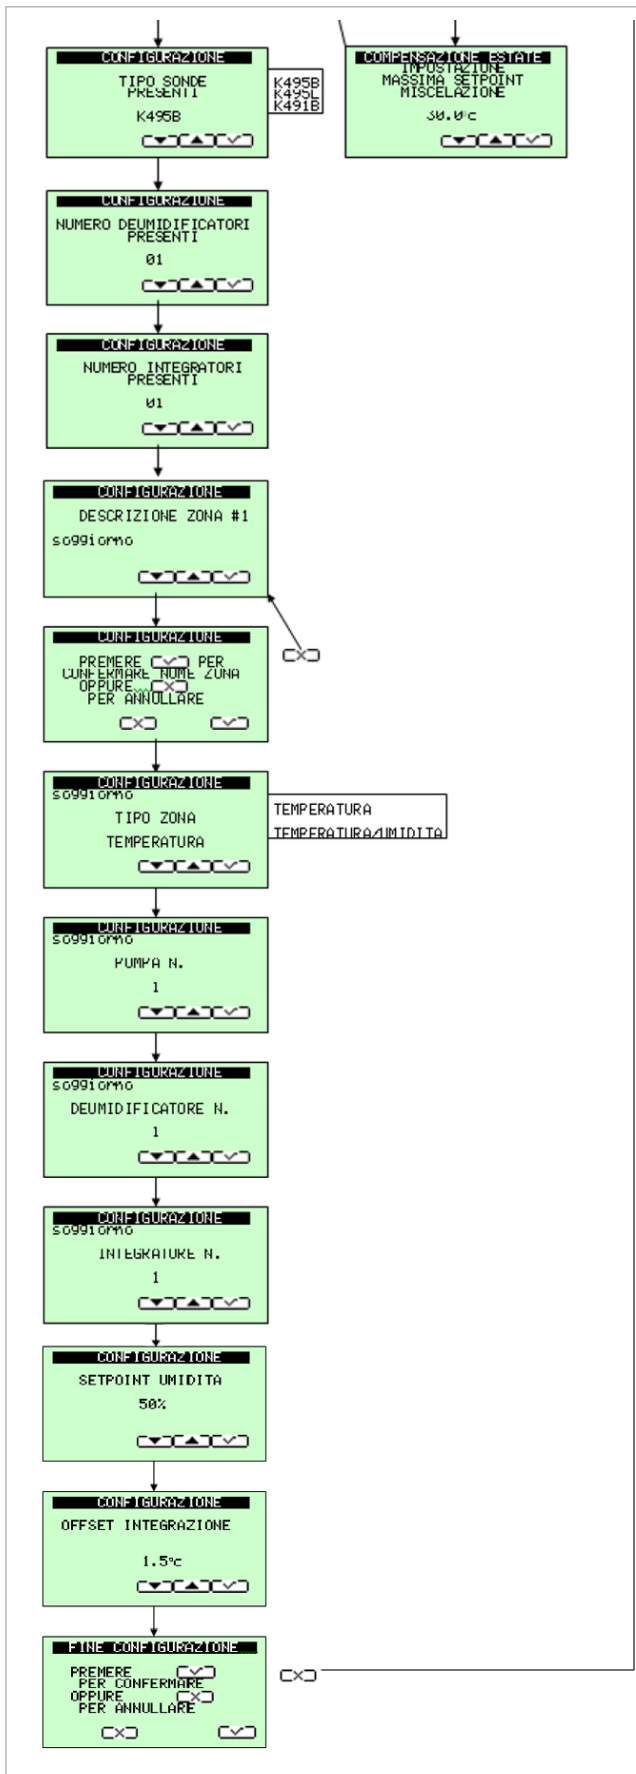 CONFIGURAZIONE
TIPO SONDE
PRESENTI
K495B
K495B
K495L
K491B
COMPENSAZIONE ESTATE
IMPOSTAZIONE
MASSIMA SETPOINT
MISCELAZIONE
30.0°c
CONFIGURAZIONE
NUMERO DEUMIDIFICATORI
PRESENTI
01
CONFIGURAZIONE
NUMERO INTEGRATORI
PRESENTI
01
CONFIGURAZIONE
DESCRIZIONE ZONA #1
soggiorno
CONFIGURAZIONE
PREMERE PER
CONFERMARE NOME ZONA
OPPURE
PER ANNULLARE
CONFIGURAZIONE
soggiorno
TIPO ZONA
TEMPERATURA
TEMPERATURA
TEMPERATURA/UMIDITA
CONFIGURAZIONE
soggiorno
POMPA N.
1
CONFIGURAZIONE
soggiorno
DEUMIDIFICATORE N.
1
CONFIGURAZIONE
soggiorno
INTEGRATORE N.
1
CONFIGURAZIONE
SETPOINT UMIDITA
50%
CONFIGURAZIONE
OFFSET INTEGRAZIONE
1.5°c
FINE CONFIGURAZIONE
PREMERE
PER CONFERMARE
OPPURE
PER ANNULLARE